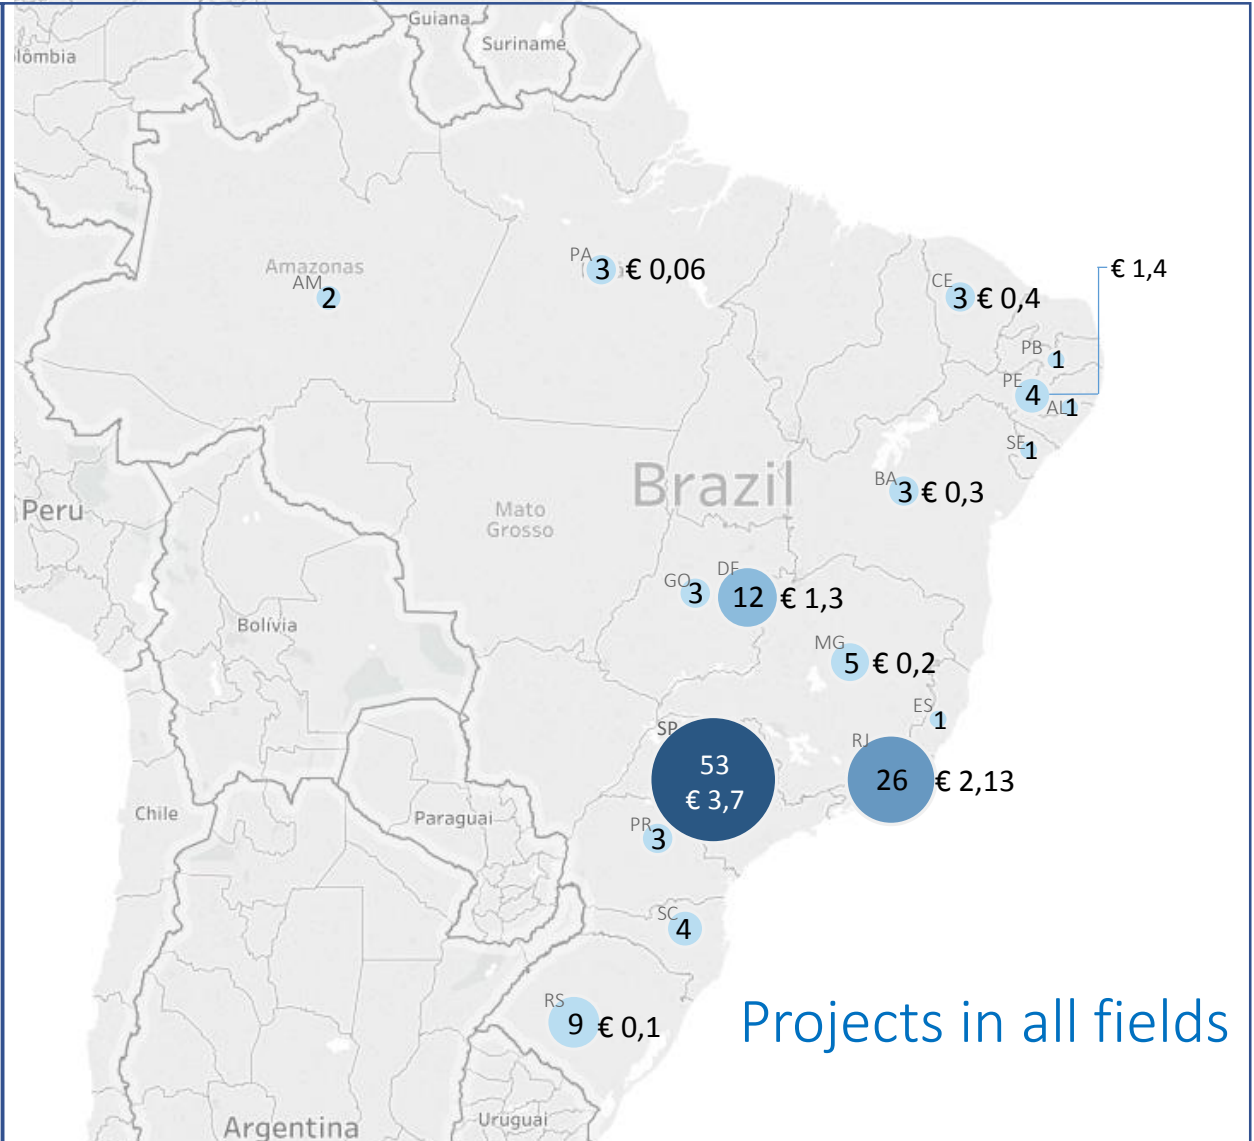 Guiana
Suriname
lômbia
PA
3 € 0,06
Amazonas
AM
2
CE
3 € 0,4
€ 1,4
PB
1
PE
4
AL
1
SE
1
Brazil
BA
3 € 0,3
Peru
Mato
Grosso
GO
3
DF
12 € 1,3
Bolívia
MG
5 € 0,2
ES
1
SP
53
€ 3,7
RJ
26 € 2,13
Chile
Paraguai
PR
3
SC
4
RS
9 € 0,1
Projects in all fields
Argentina
Uruguai